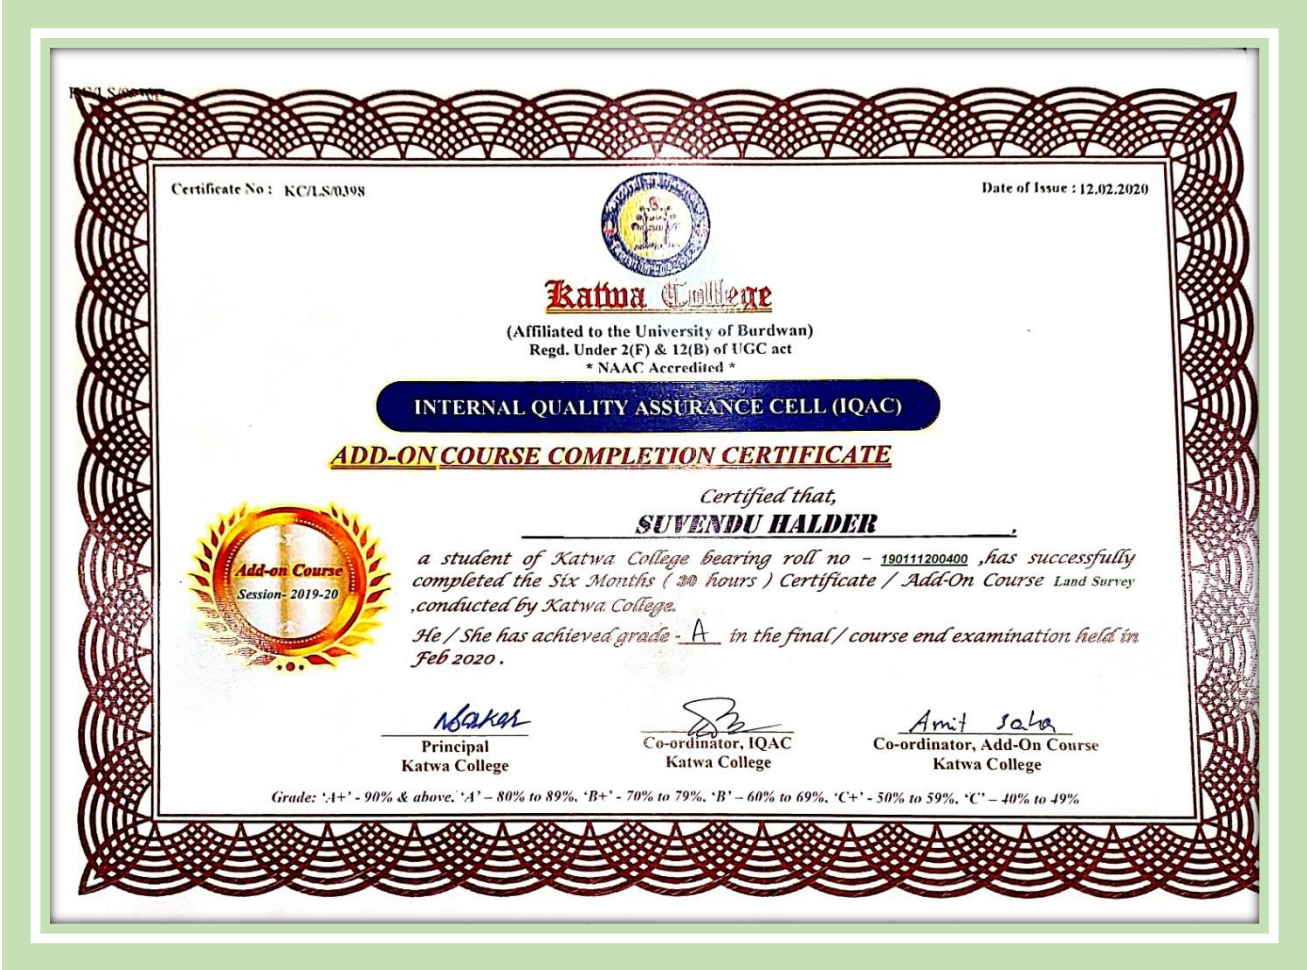 Certificate No : KC/LS/0398
Date of Issue : 12.02.2020
Katwa College
(Affiliated to the University of Burdwan)
Regd. Under 2(F) & 12(B) of UGC act
* NAAC Accredited *
INTERNAL QUALITY ASSURANCE CELL (IQAC)
ADD-ON COURSE COMPLETION CERTIFICATE
Certified that,
SUVENDU HALDER .
a student of Katwa College bearing roll no – 190111200400 ,has successfully
completed the Six Months ( hours ) Certificate / Add-On Course Land Survey
,conducted by Katwa College.
He / She has achieved grade - A in the final / course end examination held in
Feb 2020 .
Add-on Course
Session- 2019-20
Principal
Katwa College
Co-ordinator, IQAC
Katwa College
Amit Saha
Co-ordinator, Add-On Course
Katwa College
Grade: 'A+' - 90% & above, 'A' – 80% to 89%, 'B+' - 70% to 79%, 'B' – 60% to 69%, 'C+' - 50% to 59%, 'C' – 40% to 49%